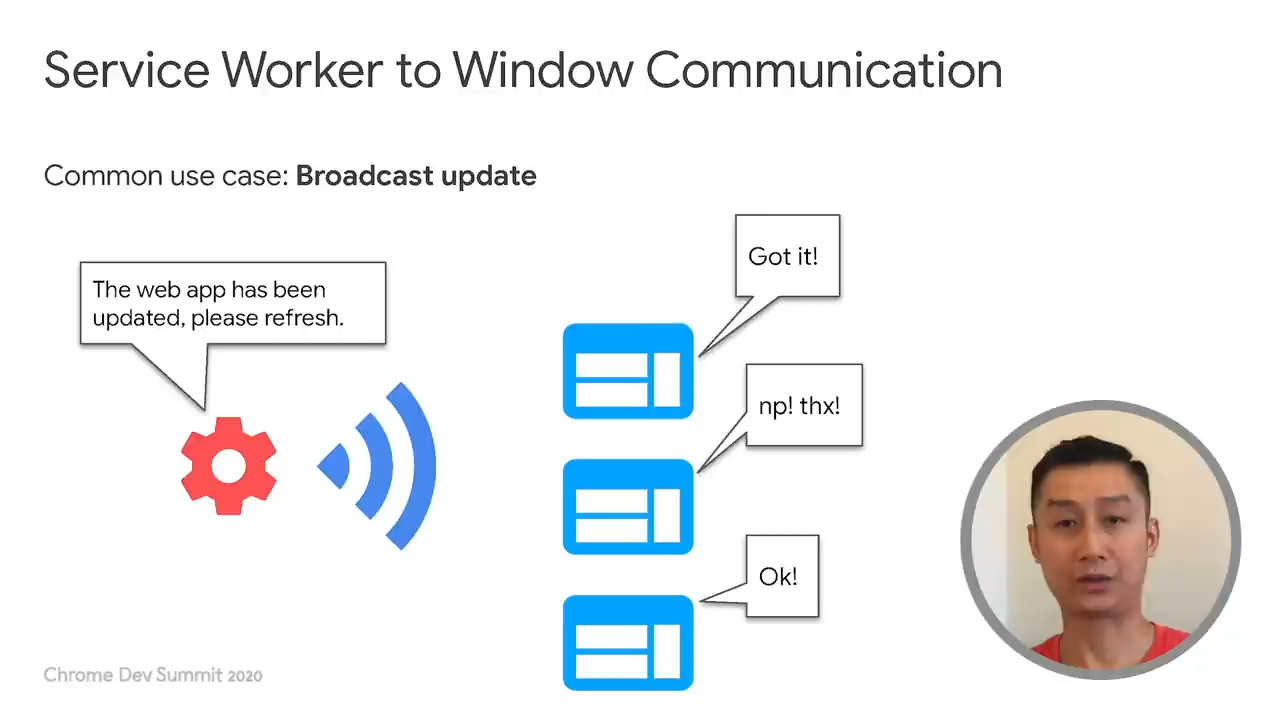 Service Worker to Window Communication
Common use case: Broadcast update
The web app has been
updated, please refresh.
Got it!
np! thx!
Ok!
Chrome Dev Summit 2020